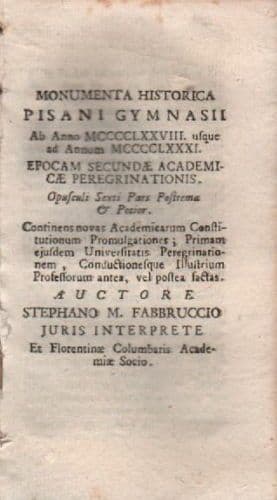 MONUMENTA HISTORICA
PISANI GYMNASII
Ab Anno MCCCCLXXVIII. usque
ad Annum MCCCCLXXXI.
EPOCAM SECUNDÆ ACADEMI-
CÆ PEREGRINATIONIS.
Opusculi Sexti Pars Postrema
& Potior.
Continens novas Academicarum Consti-
tutionum Promulgationes; Primam
ejusdem Universitatis Peregrinatio-
nem, Conductionesque Illustrium
Professorum antea, vel postea factas.
AUCTORE
STEPHANO M. FABBRUCCIO
JURIS INTERPRETE
Et Florentinæ Columbaris Acade-
miæ Socio.